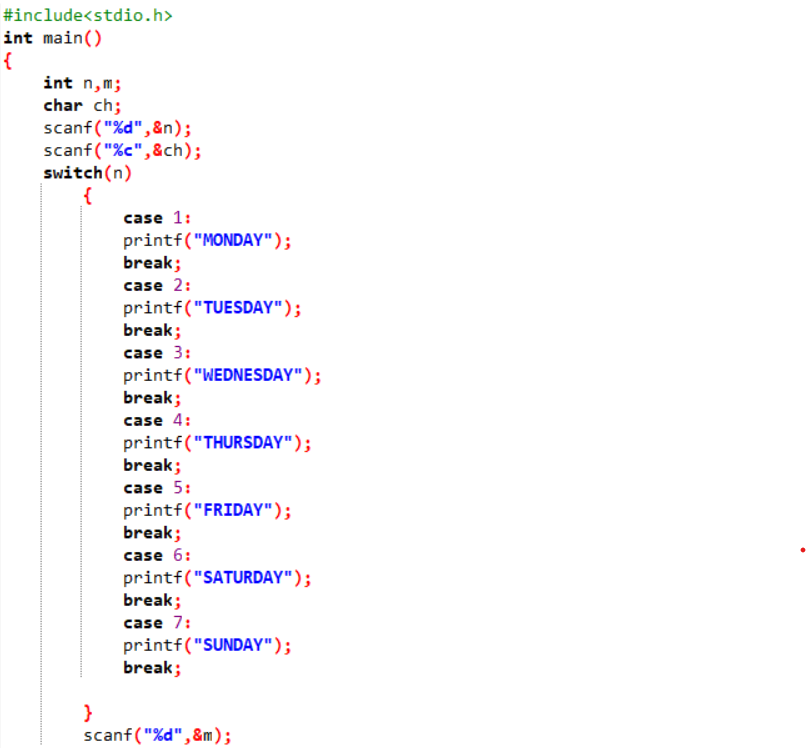 #include<stdio.h>
int main()
{
int n,m;
char ch;
scanf("%d",&n);
scanf("%c",&ch);
switch(n)
{
case 1:
printf("MONDAY");
break;
case 2:
printf("TUESDAY");
break;
case 3:
printf("WEDNESDAY");
break;
case 4:
printf("THURSDAY");
break;
case 5:
printf("FRIDAY");
break;
case 6:
printf("SATURDAY");
break;
case 7:
printf("SUNDAY");
break;
}
scanf("%d",&m);